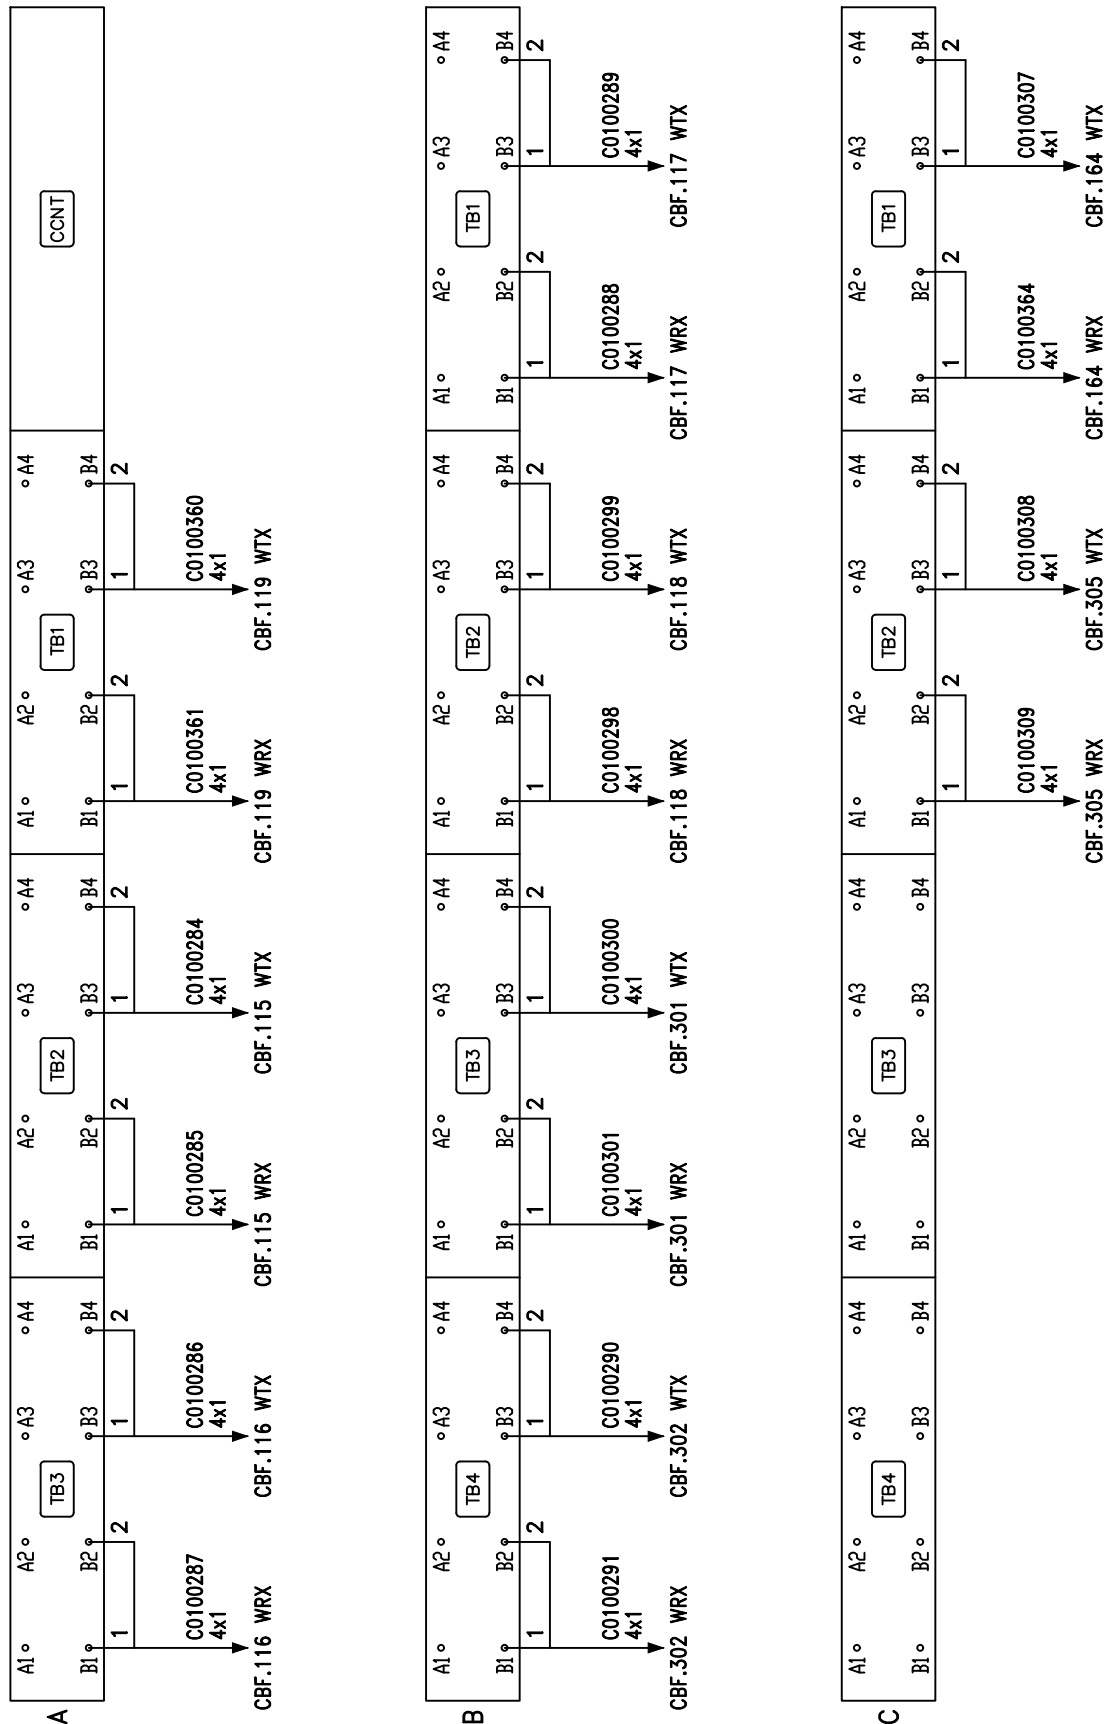 A1 A2 A3 A4 A1 A2 A3 A4 A1 A2 A3 A4
A TB3 TB2 TB1 CCNT
B1 B2 B3 B4 B1 B2 B3 B4 B1 B2 B3 B4
1 2 1 2 1 2 1 2 1 2 1 2
C0100287 C0100286 C0100285 C0100284 C0100361 C0100360
4x1 4x1 4x1 4x1 4x1 4x1
CBF.116 WRX CBF.116 WTX CBF.115 WRX CBF.115 WTX CBF.119 WRX CBF.119 WTX
A1 A2 A3 A4 A1 A2 A3 A4 A1 A2 A3 A4 A1 A2 A3 A4
B TB4 TB3 TB2 TB1
B1 B2 B3 B4 B1 B2 B3 B4 B1 B2 B3 B4 B1 B2 B3 B4
1 2 1 2 1 2 1 2 1 2 1 2 1 2 1 2
C0100291 C0100290 C0100301 C0100300 C0100298 C0100299 C0100288 C0100289
4x1 4x1 4x1 4x1 4x1 4x1 4x1 4x1
CBF.302 WRX CBF.302 WTX CBF.301 WRX CBF.301 WTX CBF.118 WRX CBF.118 WTX CBF.117 WRX CBF.117 WTX
A1 A2 A3 A4 A1 A2 A3 A4 A1 A2 A3 A4 A1 A2 A3 A4
C TB4 TB3 TB2 TB1
B1 B2 B3 B4 B1 B2 B3 B4 B1 B2 B3 B4 B1 B2 B3 B4
1 2 1 2 1 2 1 2
C0100309 C0100308 C0100364 C0100307
4x1 4x1 4x1 4x1
CBF.305 WRX CBF.305 WTX CBF.164 WRX CBF.164 WTX